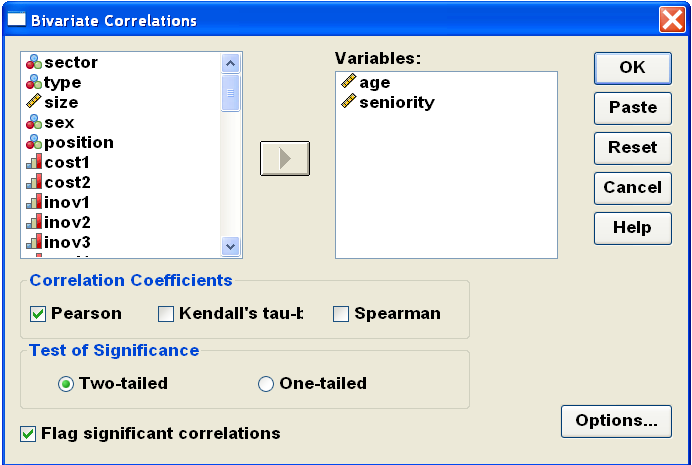 Bivariate Correlations
sector
type
size
sex
position
cost1
cost2
inov1
inov2
inov3
Variables:
age
seniority
OK
Paste
Reset
Cancel
Help
Correlation Coefficients
Pearson
Kendall's tau-b
Spearman
Test of Significance
Two-tailed
One-tailed
Flag significant correlations
Options...